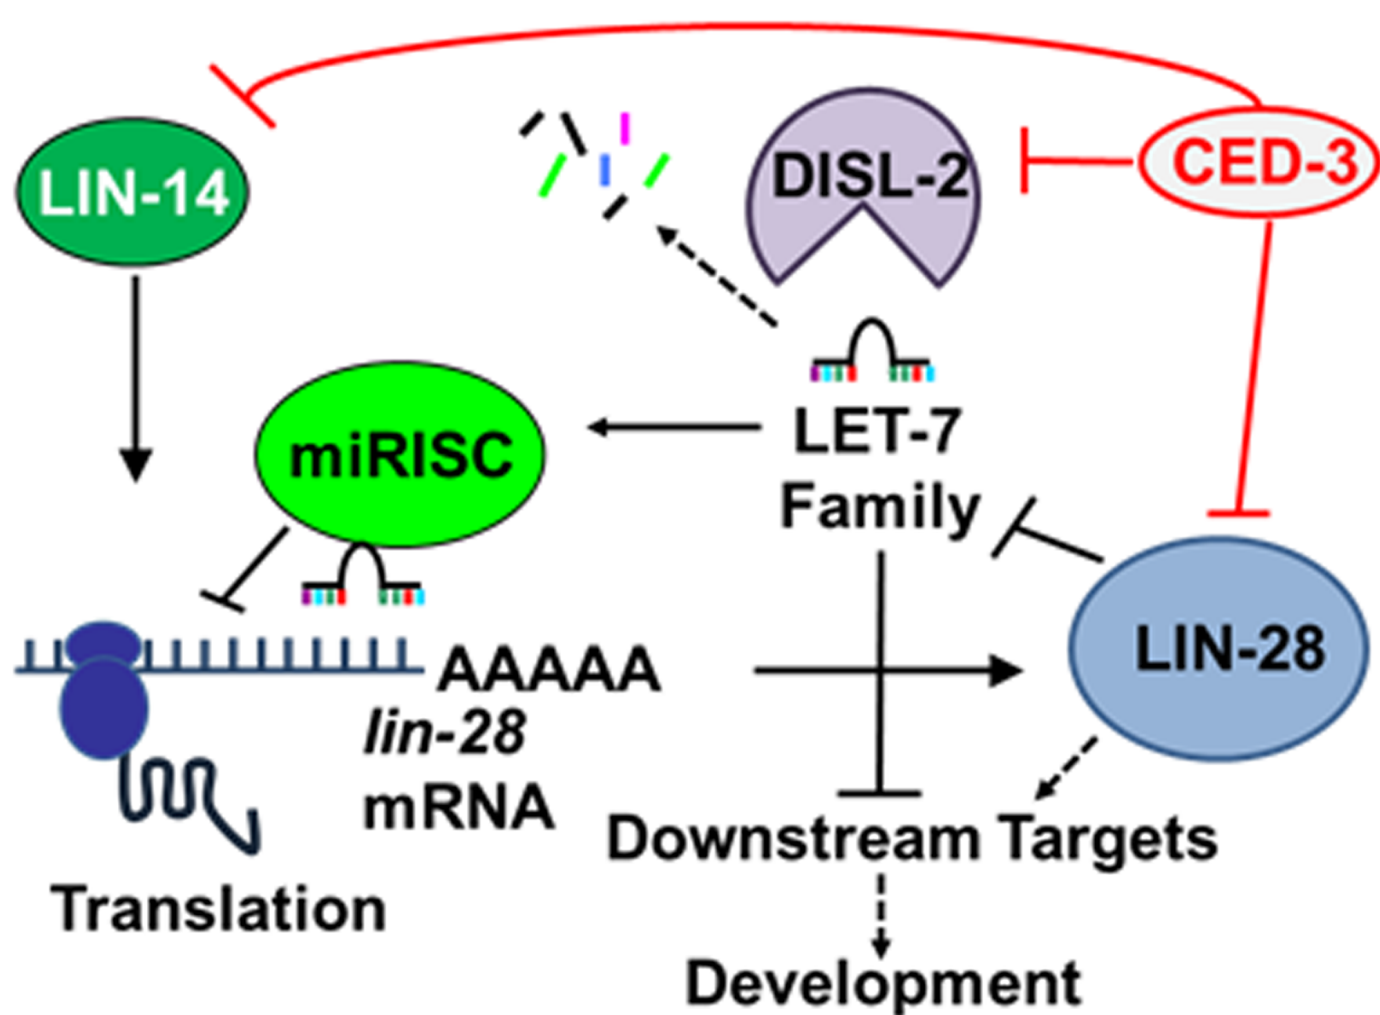 CED-3
DISL-2
LIN-14
LET-7
Family
miRISC
LIN-28
AAAAA
lin-28
mRNA
Downstream Targets
Translation
Development